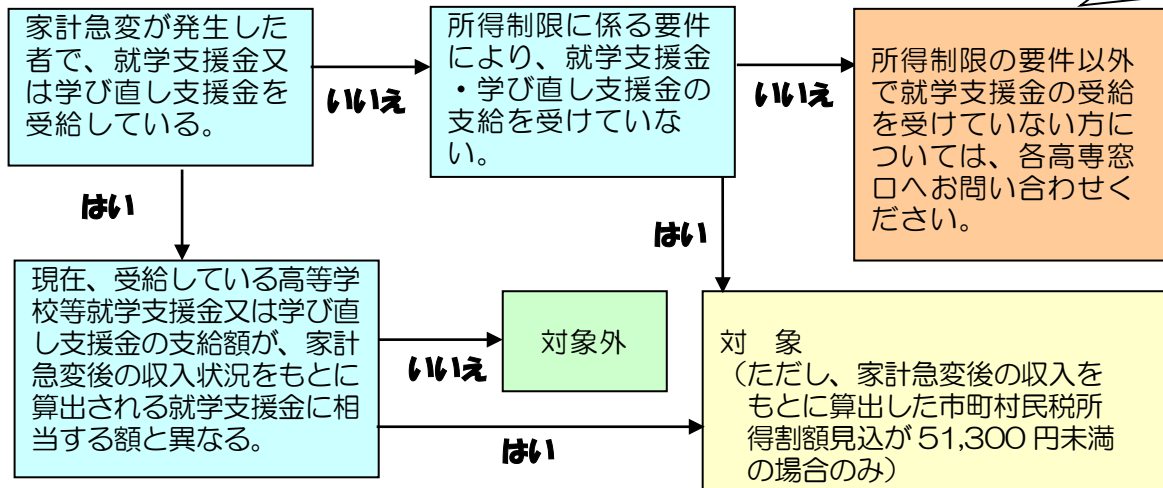 家計急変が発生した
者で、就学支援金又
は学び直し支援金を
受給している。
いいえ
所得制限に係る要件
により、就学支援金
・学び直し支援金の
支給を受けていな
い。
いいえ
所得制限の要件以外
で就学支援金の受給
を受けていない方に
ついては、各高専窓
口へお問い合わせく
ださい。
はい
はい
現在、受給している高等学
校等就学支援金又は学び直
し支援金の支給額が、家計
急変後の収入状況をもとに
算出される就学支援金に相
当する額と異なる。
いいえ
対象外
はい
対　象
（ただし、家計急変後の収入を
もとに算出した市町村民税所
得割額見込が 51,300 円未満
の場合のみ）